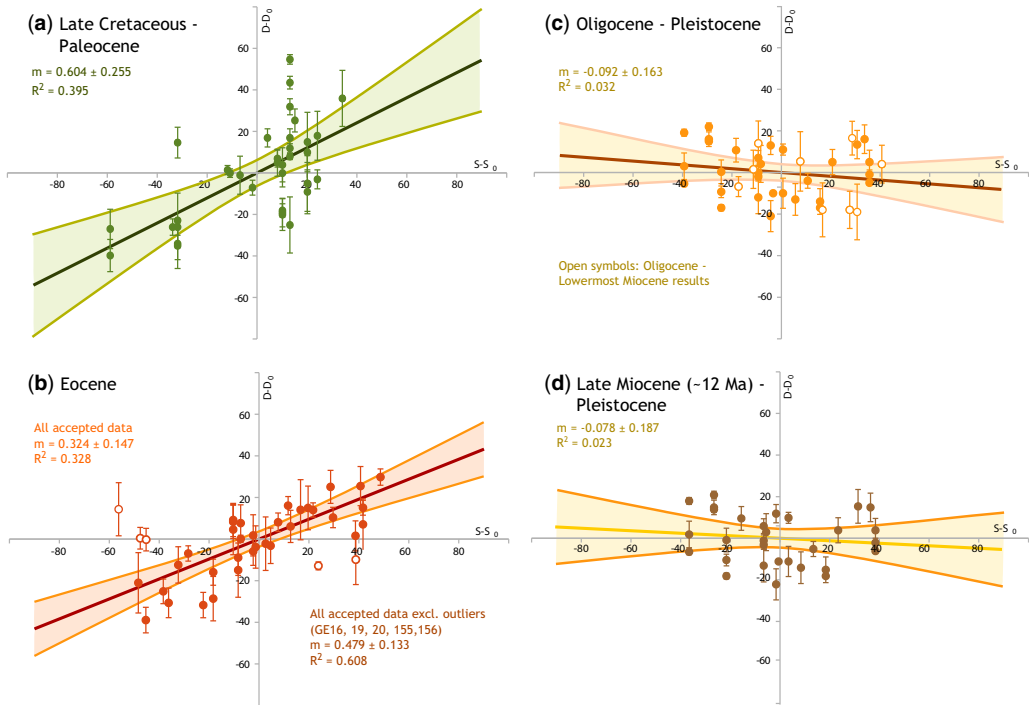 (a) Late Cretaceous -
Paleocene
m = 0.604 ± 0.255
R² = 0.395
D-D₀
S-S₀
60
40
20
-20
-40
-60
-80
-60
-40
-20
20
40
60
80
(c) Oligocene - Pleistocene
m = -0.092 ± 0.163
R² = 0.032
D-D₀
S-S₀
60
40
20
-20
-40
-60
-80
-60
-40
-20
20
40
60
80
Open symbols: Oligocene -
Lowermost Miocene results
(b) Eocene
All accepted data
m = 0.324 ± 0.147
R² = 0.328
D-D₀
S-S₀
60
40
20
-20
-40
-60
-80
-60
-40
-20
20
40
60
80
All accepted data excl. outliers
(GE16, 19, 20, 155,156)
m = 0.479 ± 0.133
R² = 0.608
(d) Late Miocene (~12 Ma) -
Pleistocene
m = -0.078 ± 0.187
R² = 0.023
D-D₀
S-S₀
60
40
20
-20
-40
-60
-80
-60
-40
-20
20
40
60
80